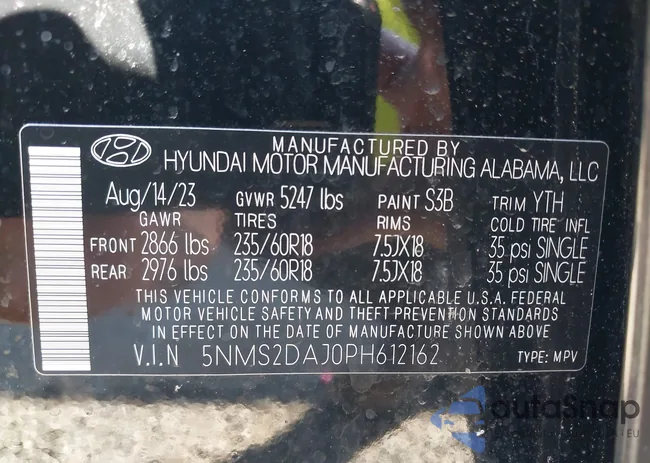 MANUFACTURED BY
HYUNDAI MOTOR MANUFACTURING ALABAMA, LLC
Aug/14/23 GVWR 5247 lbs PAINT S3B TRIM YTH
GAWR TIRES RIMS COLD TIRE INFL
FRONT 2866 lbs 235/60R18 7.5JX18 35 psi SINGLE
REAR 2976 lbs 235/60R18 7.5JX18 35 psi SINGLE
THIS VEHICLE CONFORMS TO ALL APPLICABLE U.S.A. FEDERAL
MOTOR VEHICLE SAFETY AND THEFT PREVENTION STANDARDS
IN EFFECT ON THE DATE OF MANUFACTURE SHOWN ABOVE
V.I.N 5NMS2DAJ0PH612162 TYPE: MPV
autoSnap